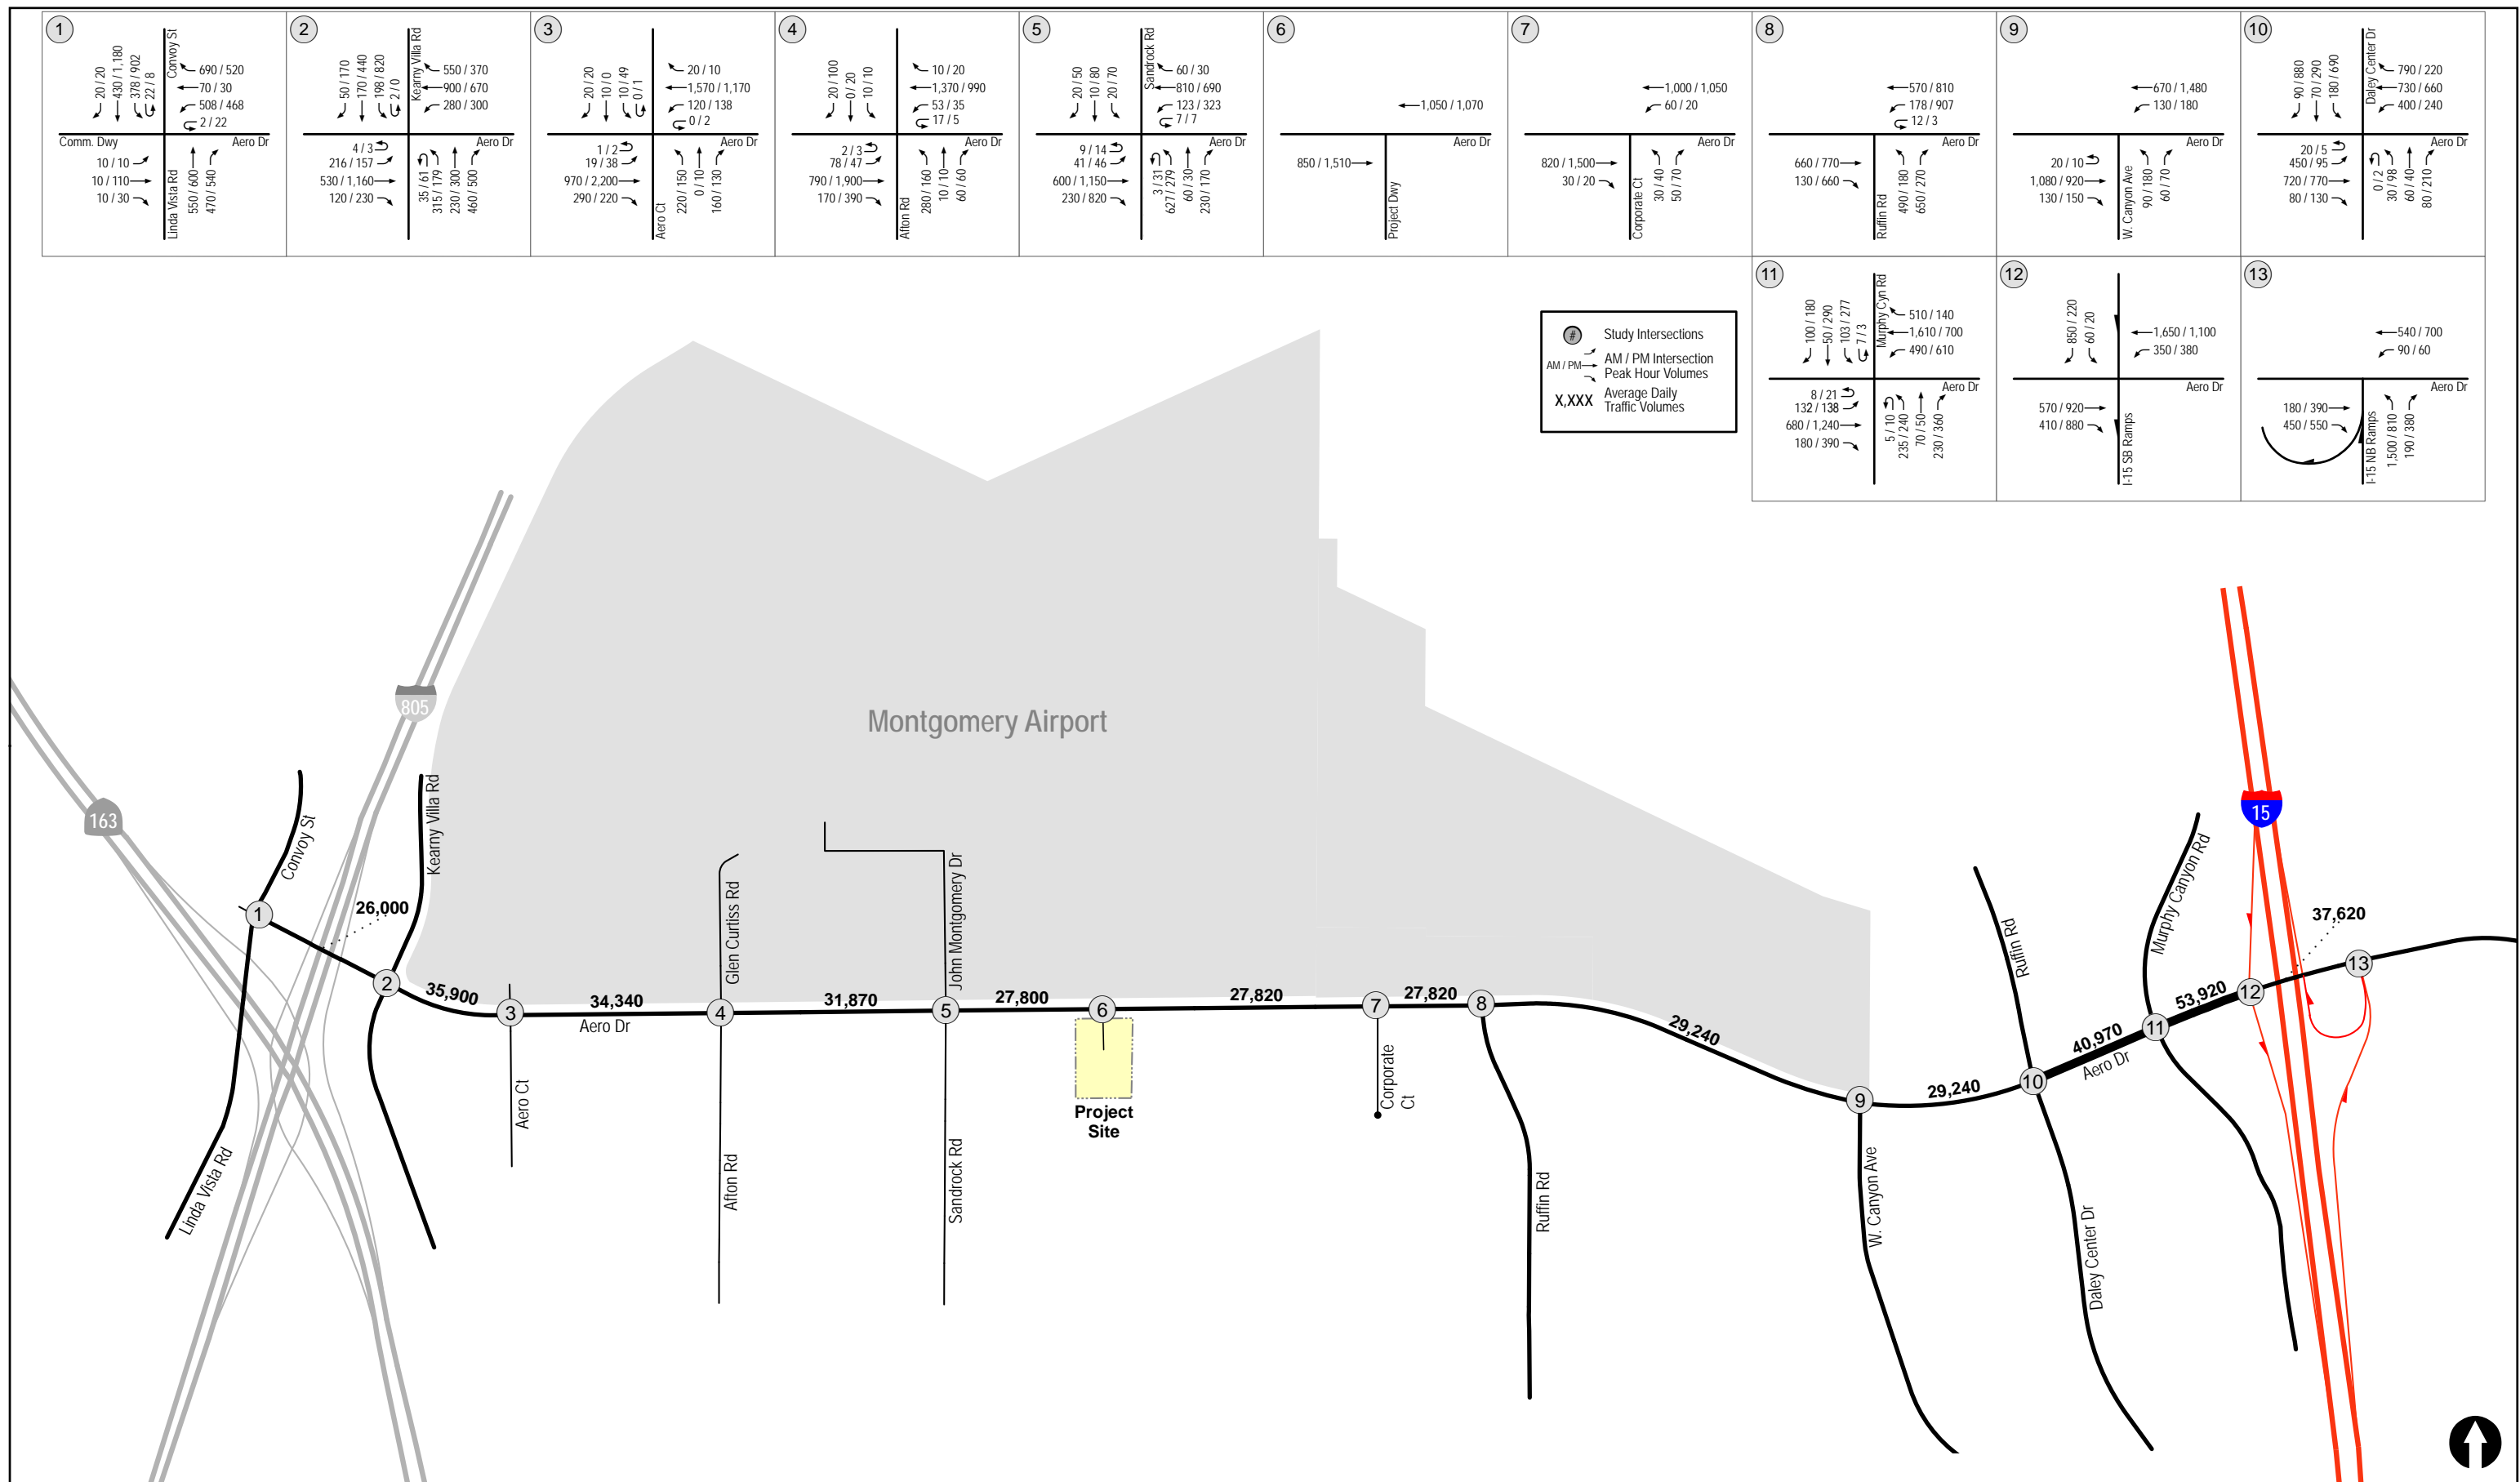 1
20 / 20
430 / 1,180
378 / 902
22 / 8
Convoy St
690 / 520
70 / 30
508 / 468
2 / 22
Comm. Dwy
Aero Dr
10 / 10
10 / 110
10 / 30
Linda Vista Rd
550 / 600
470 / 540
2
50 / 170
170 / 440
198 / 820
2 / 0
Kearny Villa Rd
550 / 370
900 / 670
280 / 300
Aero Dr
4 / 3
216 / 157
530 / 1,160
120 / 230
35 / 61
315 / 179
230 / 300
460 / 500
3
20 / 20
10 / 0
10 / 49
0 / 1
20 / 10
1,570 / 1,170
120 / 138
0 / 2
Aero Dr
1 / 2
19 / 38
970 / 2,200
290 / 220
Aero Ct
220 / 150
0 / 10
160 / 130
4
20 / 100
0 / 20
10 / 10
10 / 20
1,370 / 990
53 / 35
17 / 5
Aero Dr
2 / 3
78 / 47
790 / 1,900
170 / 390
Afton Rd
280 / 160
10 / 10
60 / 60
5
20 / 50
10 / 80
20 / 70
Sandrock Rd
60 / 30
810 / 690
123 / 323
7 / 7
Aero Dr
9 / 14
41 / 46
600 / 1,150
230 / 820
3 / 31
627 / 279
60 / 30
230 / 170
6
1,050 / 1,070
Aero Dr
850 / 1,510
Project Dwy
7
1,000 / 1,050
60 / 20
Aero Dr
820 / 1,500
30 / 20
Corporate Ct
30 / 40
50 / 70
8
570 / 810
178 / 907
12 / 3
Aero Dr
660 / 770
130 / 660
Ruffin Rd
490 / 180
650 / 270
9
670 / 1,480
130 / 180
Aero Dr
20 / 10
1,080 / 920
130 / 150
W. Canyon Ave
90 / 180
60 / 70
10
90 / 880
70 / 290
180 / 690
Daley Center Dr
790 / 220
730 / 660
400 / 240
Aero Dr
20 / 5
450 / 95
720 / 770
80 / 130
0 / 2
30 / 98
60 / 40
80 / 210
11
100 / 180
50 / 290
103 / 277
7 / 3
Murphy Cyn Rd
510 / 140
1,610 / 700
490 / 610
Aero Dr
8 / 21
132 / 138
680 / 1,240
180 / 390
5 / 10
235 / 240
70 / 50
230 / 360
12
850 / 220
60 / 20
1,650 / 1,100
350 / 380
Aero Dr
570 / 920
410 / 880
I-15 SB Ramps
13
540 / 700
90 / 60
Aero Dr
180 / 390
450 / 550
I-15 NB Ramps
1,500 / 810
190 / 380
# Study Intersections
AM / PM AM / PM Intersection
Peak Hour Volumes
X,XXX Average Daily
Traffic Volumes
Montgomery Airport
805
163
15
Convoy St
Kearny Villa Rd
Linda Vista Rd
26,000
35,900
34,340
31,870
27,800
27,820
27,820
29,240
29,240
40,970
53,920
37,620
Aero Dr
Aero Dr
Glen Curtiss Rd
John Montgomery Dr
Ruffin Rd
Murphy Canyon Rd
1
2
3
4
5
6
7
8
9
10
11
12
13
Aero Ct
Afton Rd
Sandrock Rd
Project
Site
Corporate
Ct
Ruffin Rd
W. Canyon Ave
Daley Center Dr